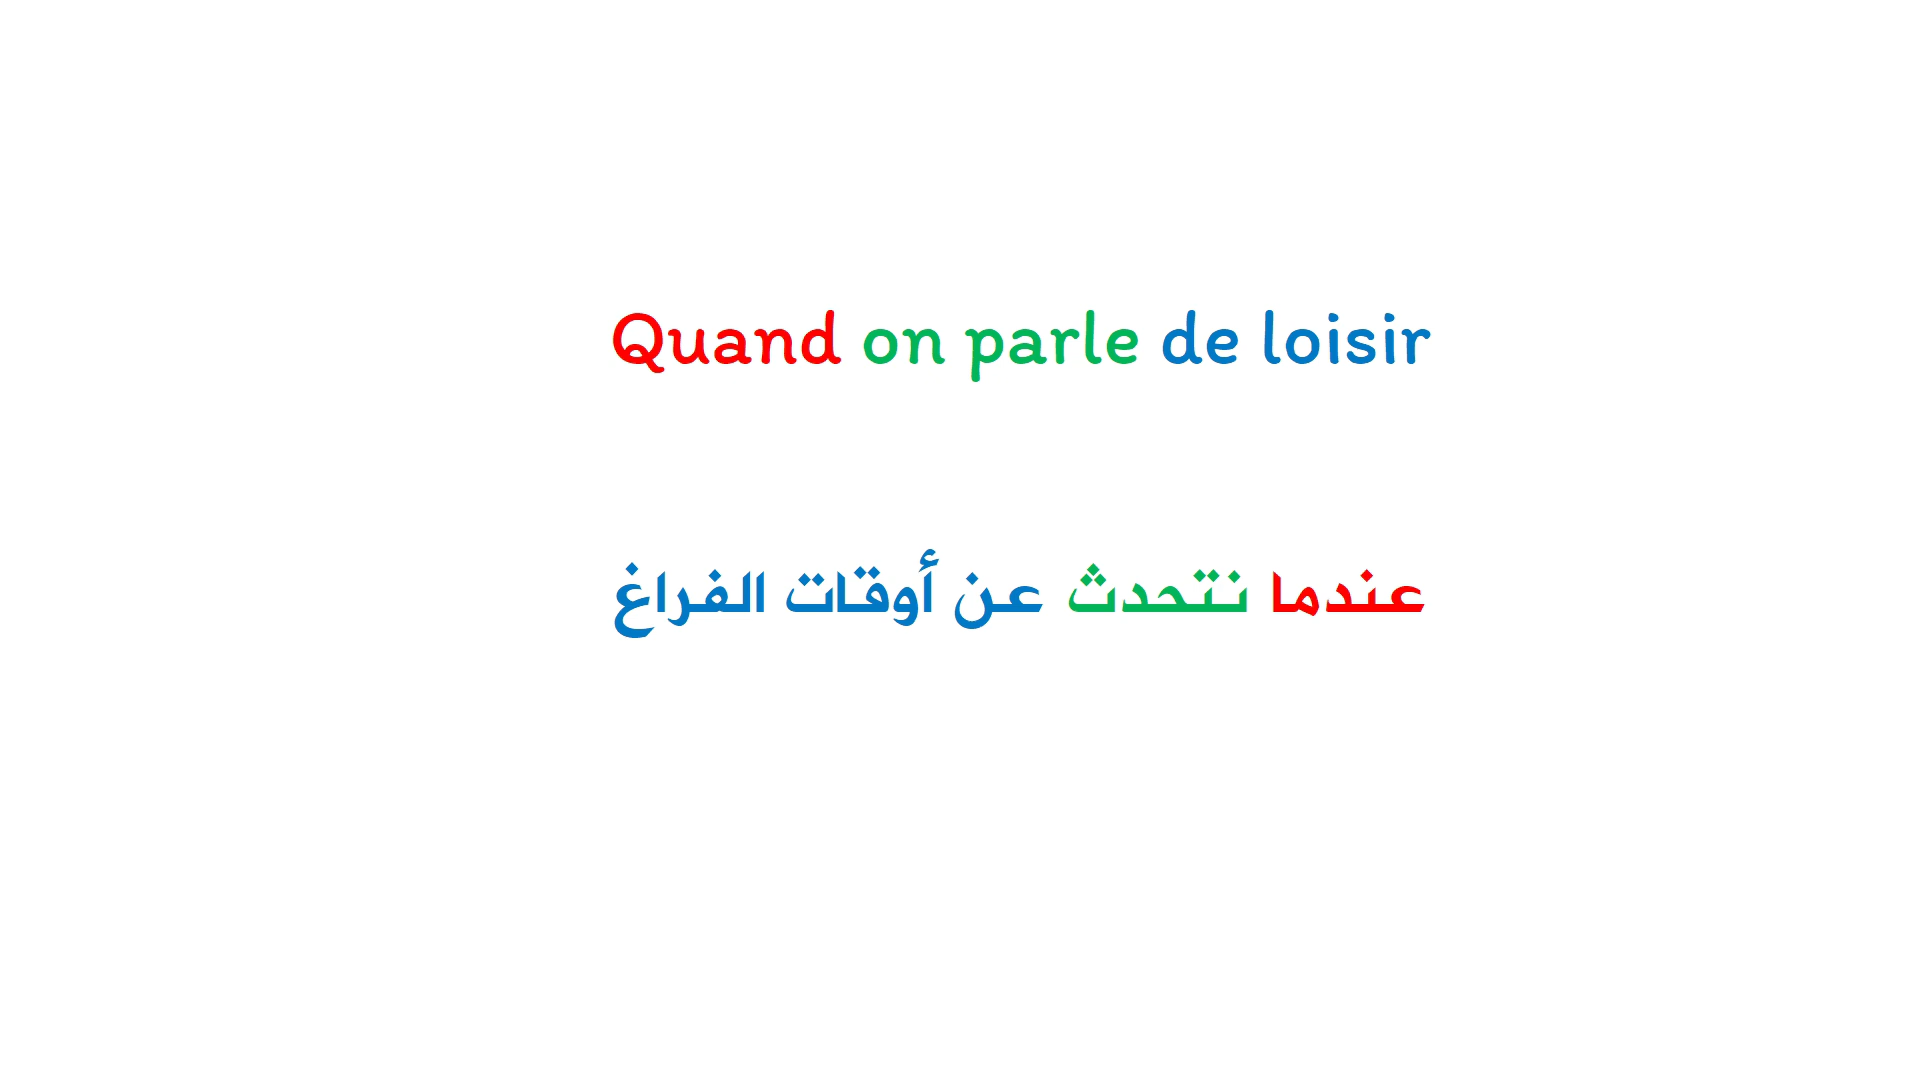 Quand on parle de loisir
عندما نتحدث عن أوقات الفراغ